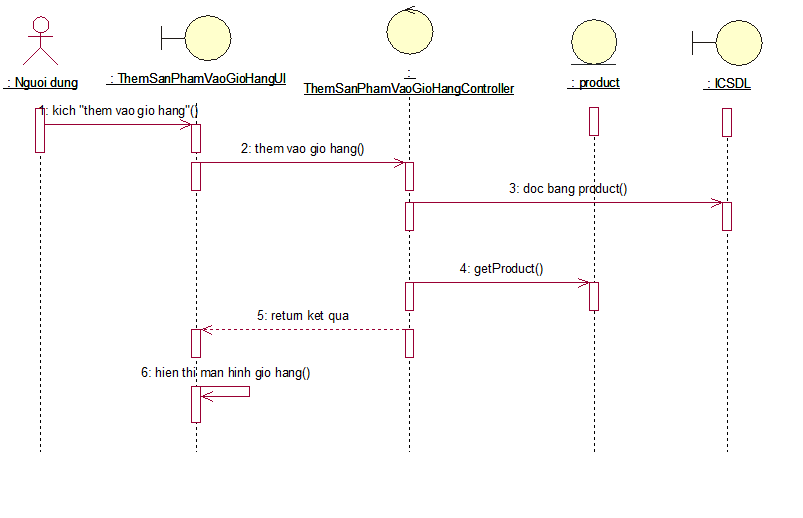 : Nguoi dung
: ThemSanPhamVaoGioHangUI
:
ThemSanPhamVaoGioHangController
: product
: ICSDL
1: kich "them vao gio hang"()
2: them vao gio hang()
3: doc bang product()
4: getProduct()
5: return ket qua
6: hien thi man hinh gio hang()